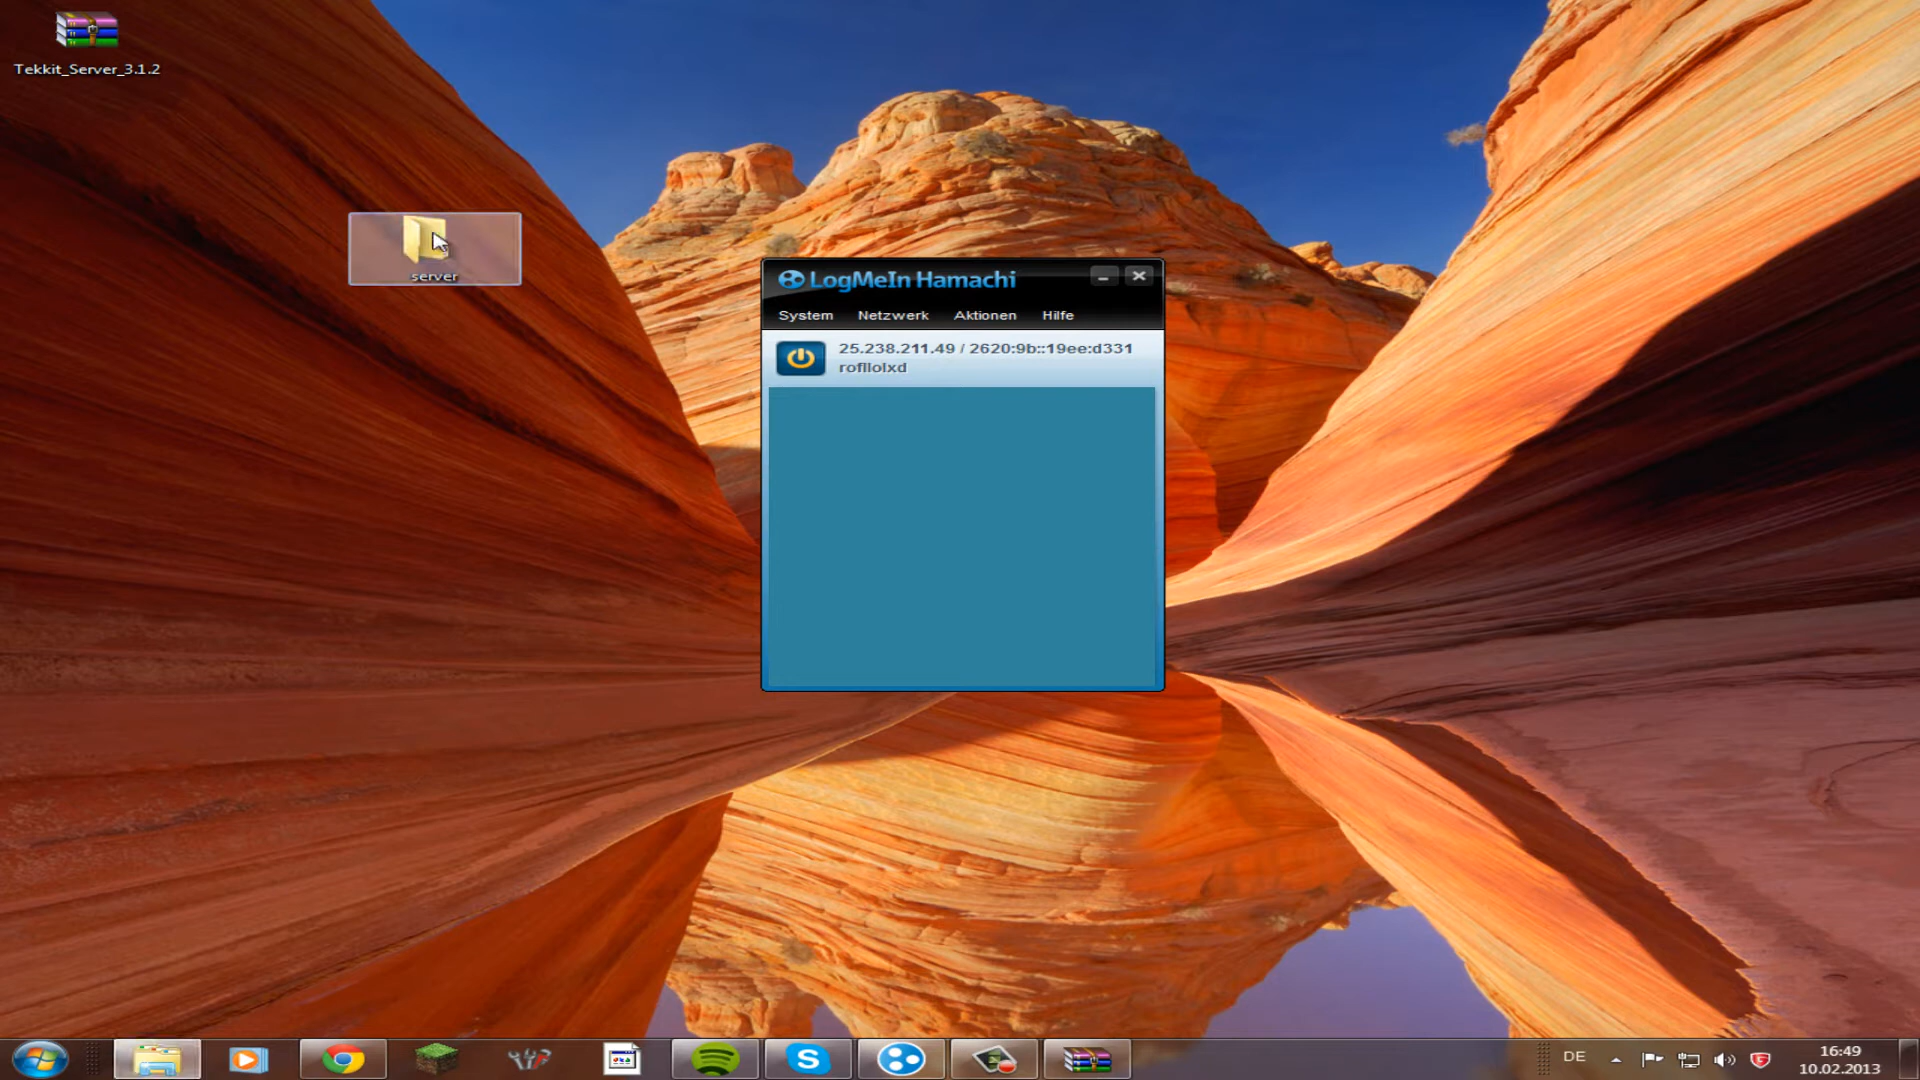 Tekkit_Server_3.1.2
server
LogMeIn Hamachi
System Netzwerk Aktionen Hilfe
25.238.211.49 / 2620:9b::19ee:d331
rofllolxd
DE
16:49
10.02.2013